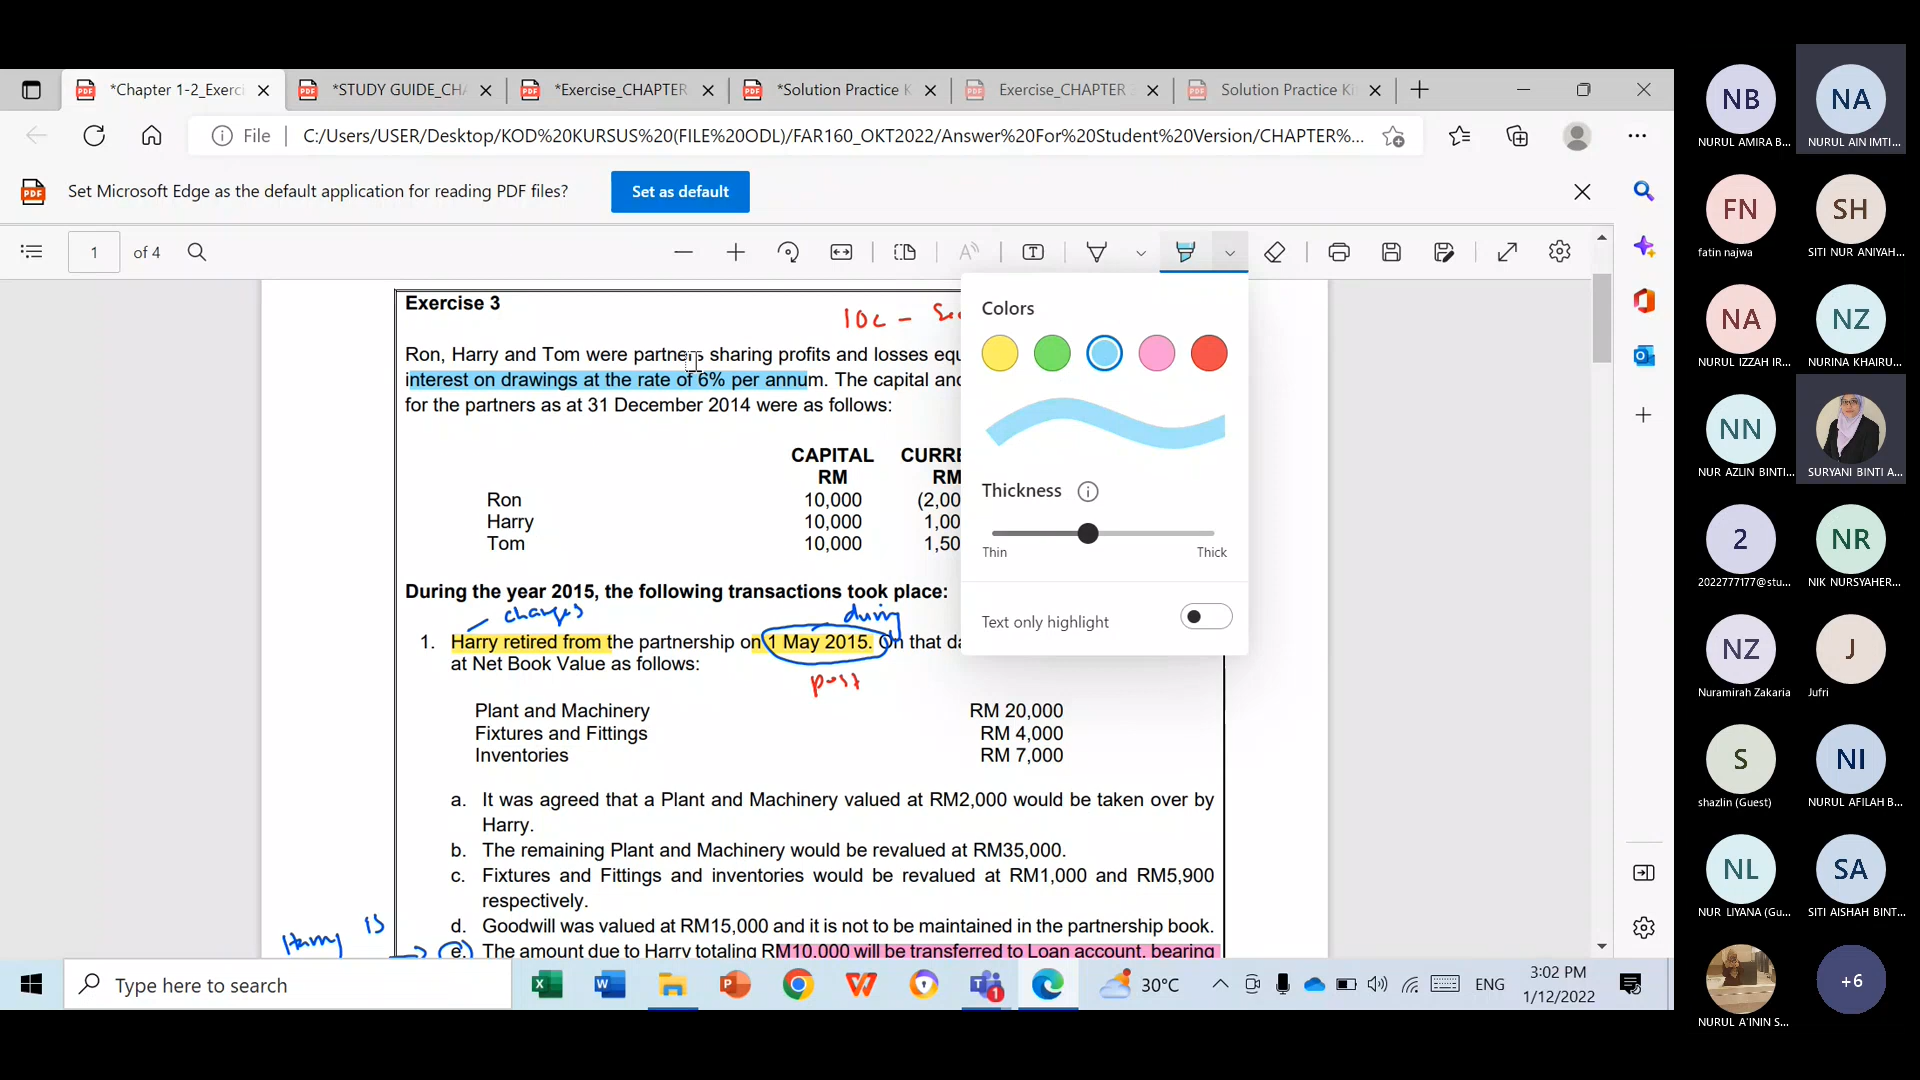 *Chapter 1-2_Exerci
*STUDY GUIDE_CHA
*Exercise_CHAPTER
*Solution Practice K
Exercise_CHAPTER
Solution Practice Ki
File
C:/Users/USER/Desktop/KOD%20KURSUS%20(FILE%20ODL)/FAR160_OKT2022/Answer%20For%20Student%20Version/CHAPTER%...
Set Microsoft Edge as the default application for reading PDF files?
Set as default
1 of 4
Exercise 3
Ron, Harry and Tom were partners sharing profits and losses equ
interest on drawings at the rate of 6% per annum. The capital and
for the partners as at 31 December 2014 were as follows:
CAPITAL CURRE
RM RM
Ron 10,000 (2,00
Harry 10,000 1,00
Tom 10,000 1,50
During the year 2015, the following transactions took place:
changes
during
1. Harry retired from the partnership on 1 May 2015. On that da
at Net Book Value as follows:
post
Plant and Machinery RM 20,000
Fixtures and Fittings RM 4,000
Inventories RM 7,000
a. It was agreed that a Plant and Machinery valued at RM2,000 would be taken over by
Harry.
b. The remaining Plant and Machinery would be revalued at RM35,000.
c. Fixtures and Fittings and inventories would be revalued at RM1,000 and RM5,900
respectively.
d. Goodwill was valued at RM15,000 and it is not to be maintained in the partnership book.
Harry is
e. The amount due to Harry totaling RM10,000 will be transferred to Loan account, bearing
Colors
Thickness
Thin Thick
Text only highlight
Type here to search
1
30°C
ENG
3:02 PM
1/12/2022
NB
NURUL AMIRA B...
NA
NURUL AIN IMTI...
FN
fatin najwa
SH
SITI NUR ANIYAH...
NA
NURUL IZZAH IR...
NZ
NURINA KHAIRU...
NN
NUR AZLIN BINTI...
SURYANI BINTI A...
2
2022777177@stu...
NR
NIK NURSYAHER...
NZ
Nuramirah Zakaria
J
Jufri
S
shazlin (Guest)
NI
NURUL AFILAH B...
NL
NUR LIYANA (Gu...
SA
SITI AISHAH BINT...
NURUL A'ININ S...
+6